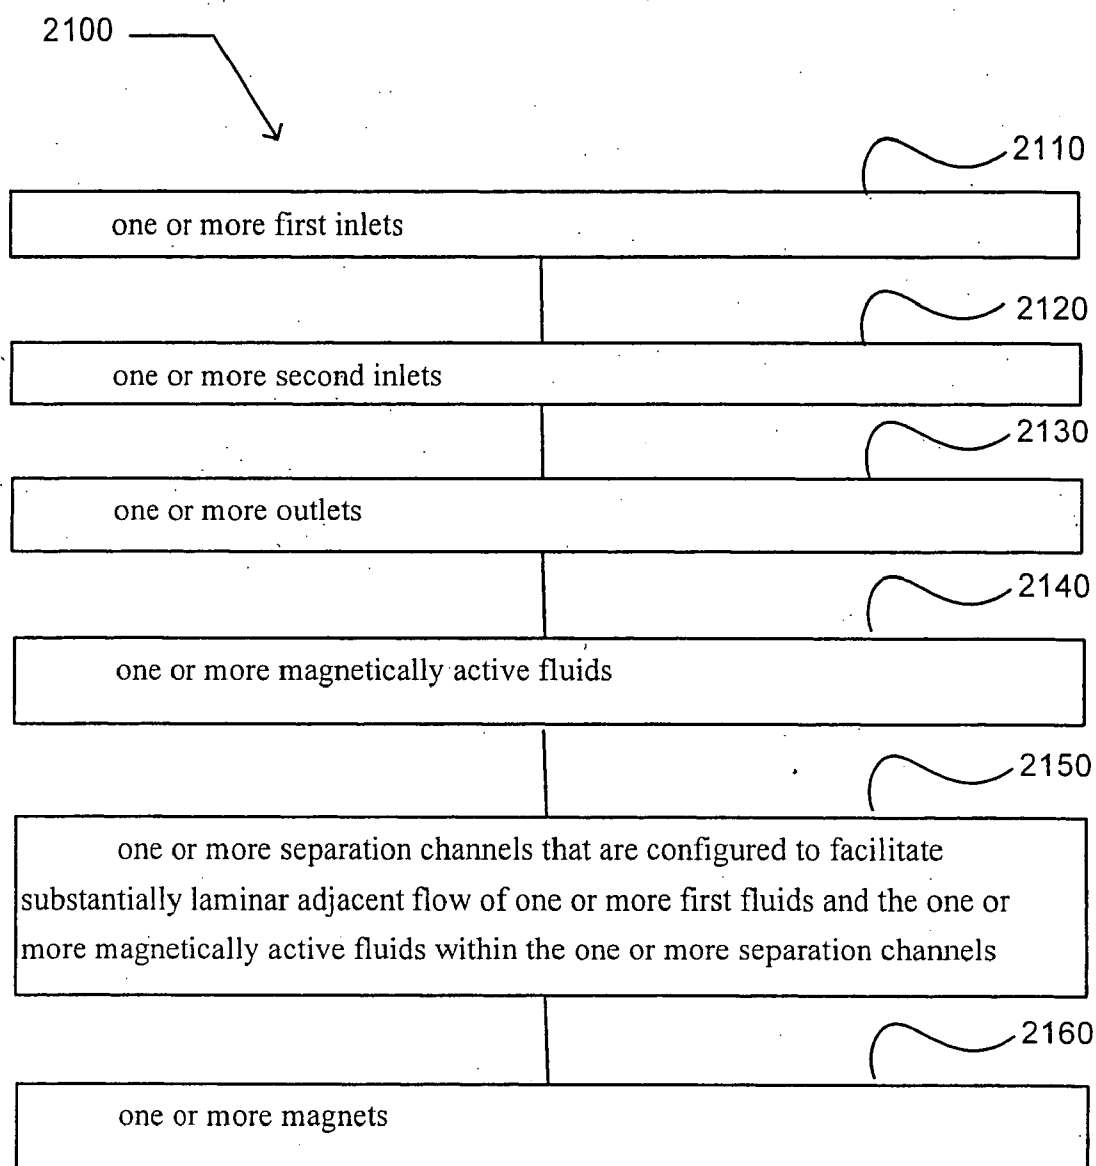 2100
2110
one or more first inlets
2120
one or more second inlets
2130
one or more outlets
2140
one or more magnetically active fluids
2150
one or more separation channels that are configured to facilitate
substantially laminar adjacent flow of one or more first fluids and the one or
more magnetically active fluids within the one or more separation channels
2160
one or more magnets